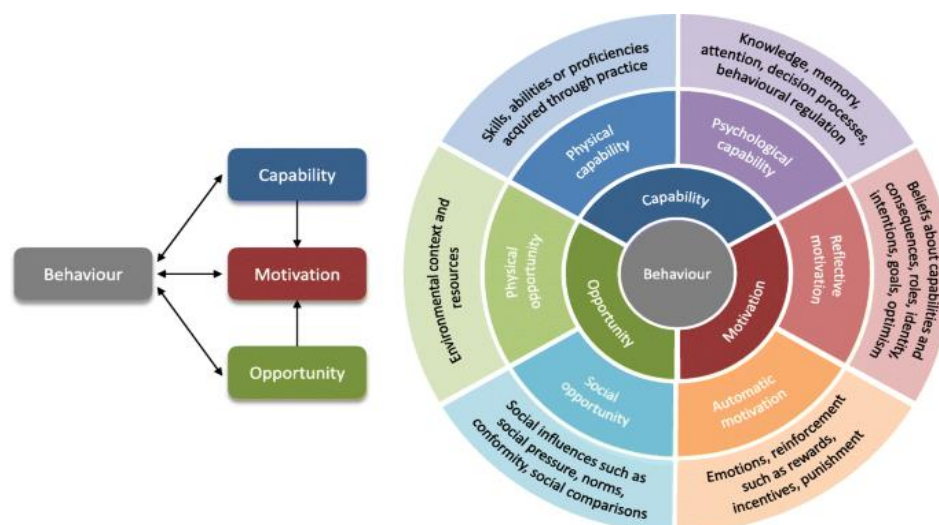 Capability
Behaviour
Motivation
Opportunity
Skills, abilities or proficiencies
acquired through practice
Knowledge, memory,
attention, decision processes,
behavioural regulation
Physical
capability
Psychological
capability
Capability
Environmental context and
resources
Physical
opportunity
Opportunity
Behaviour
Motivation
Reflective
motivation
Beliefs about capabilities and
consequences, roles, identity,
intentions, goals, optimism
Social
opportunity
Automatic
motivation
Social influences such as
social pressure, norms,
conformity, social comparisons
Emotions, reinforcement
such as rewards,
incentives, punishment